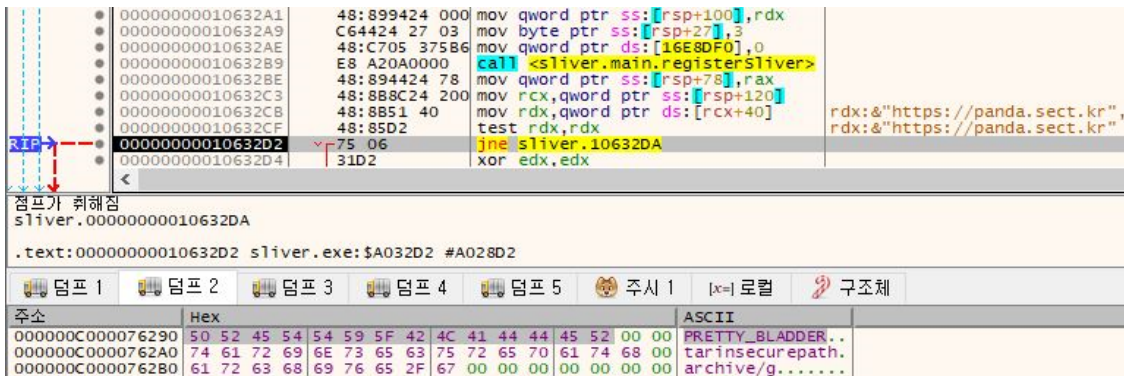 00000000010632A1 48:899424 000 mov qword ptr ss:[rsp+100],rdx
00000000010632A9 C64424 27 03 mov byte ptr ss:[rsp+27],3
00000000010632AE 48:C705 375B6 mov qword ptr ds:[16E8DF0],0
00000000010632B9 E8 A20A0000 call <sliver.main.registerSliver>
00000000010632BE 48:894424 78 mov qword ptr ss:[rsp+78],rax
00000000010632C3 48:8B8C24 200 mov rcx,qword ptr ss:[rsp+120]
00000000010632CB 48:8B51 40 mov rdx,qword ptr ds:[rcx+40] rdx:&"https://panda.sect.kr",
00000000010632CF 48:85D2 test rdx,rdx rdx:&"https://panda.sect.kr"
RIP 00000000010632D2 75 06 jne sliver.10632DA
00000000010632D4 31D2 xor edx,edx
점프가 취해짐
sliver.00000000010632DA
.text:00000000010632D2 sliver.exe:$A032D2 #A028D2
덤프 1 덤프 2 덤프 3 덤프 4 덤프 5 주시 1 [x=] 로컬 구조체
주소 Hex ASCII
000000C000076290 50 52 45 54 54 59 5F 42 4C 41 44 44 45 52 00 00 PRETTY_BLADDER..
000000C0000762A0 74 61 72 69 6E 73 65 63 75 72 65 70 61 74 68 00 tarinsecurepath.
000000C0000762B0 61 72 63 68 69 76 65 2F 67 00 00 00 00 00 00 00 archive/g.......